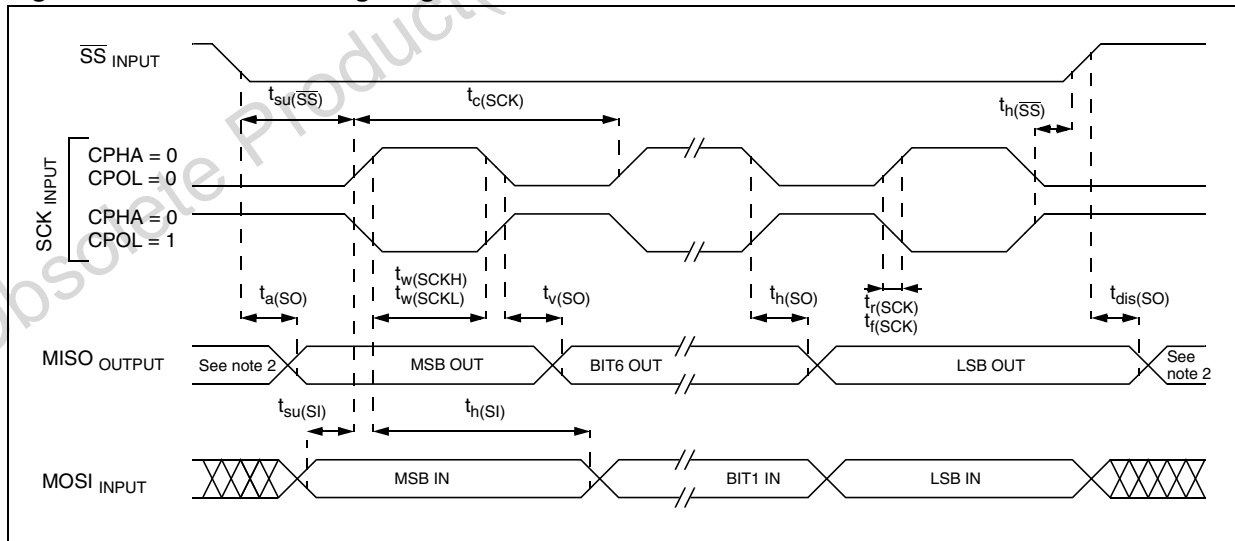 Obsolete Product(
SS INPUT
tsu(SS)
tc(SCK)
th(SS)
SCK INPUT
CPHA = 0
CPOL = 0
CPHA = 0
CPOL = 1
ta(SO)
tw(SCKH)
tw(SCKL)
tv(SO)
th(SO)
tr(SCK)
tf(SCK)
tdis(SO)
MISO OUTPUT
See note 2
MSB OUT
BIT6 OUT
LSB OUT
See
note 2
tsu(SI)
th(SI)
MOSI INPUT
MSB IN
BIT1 IN
LSB IN